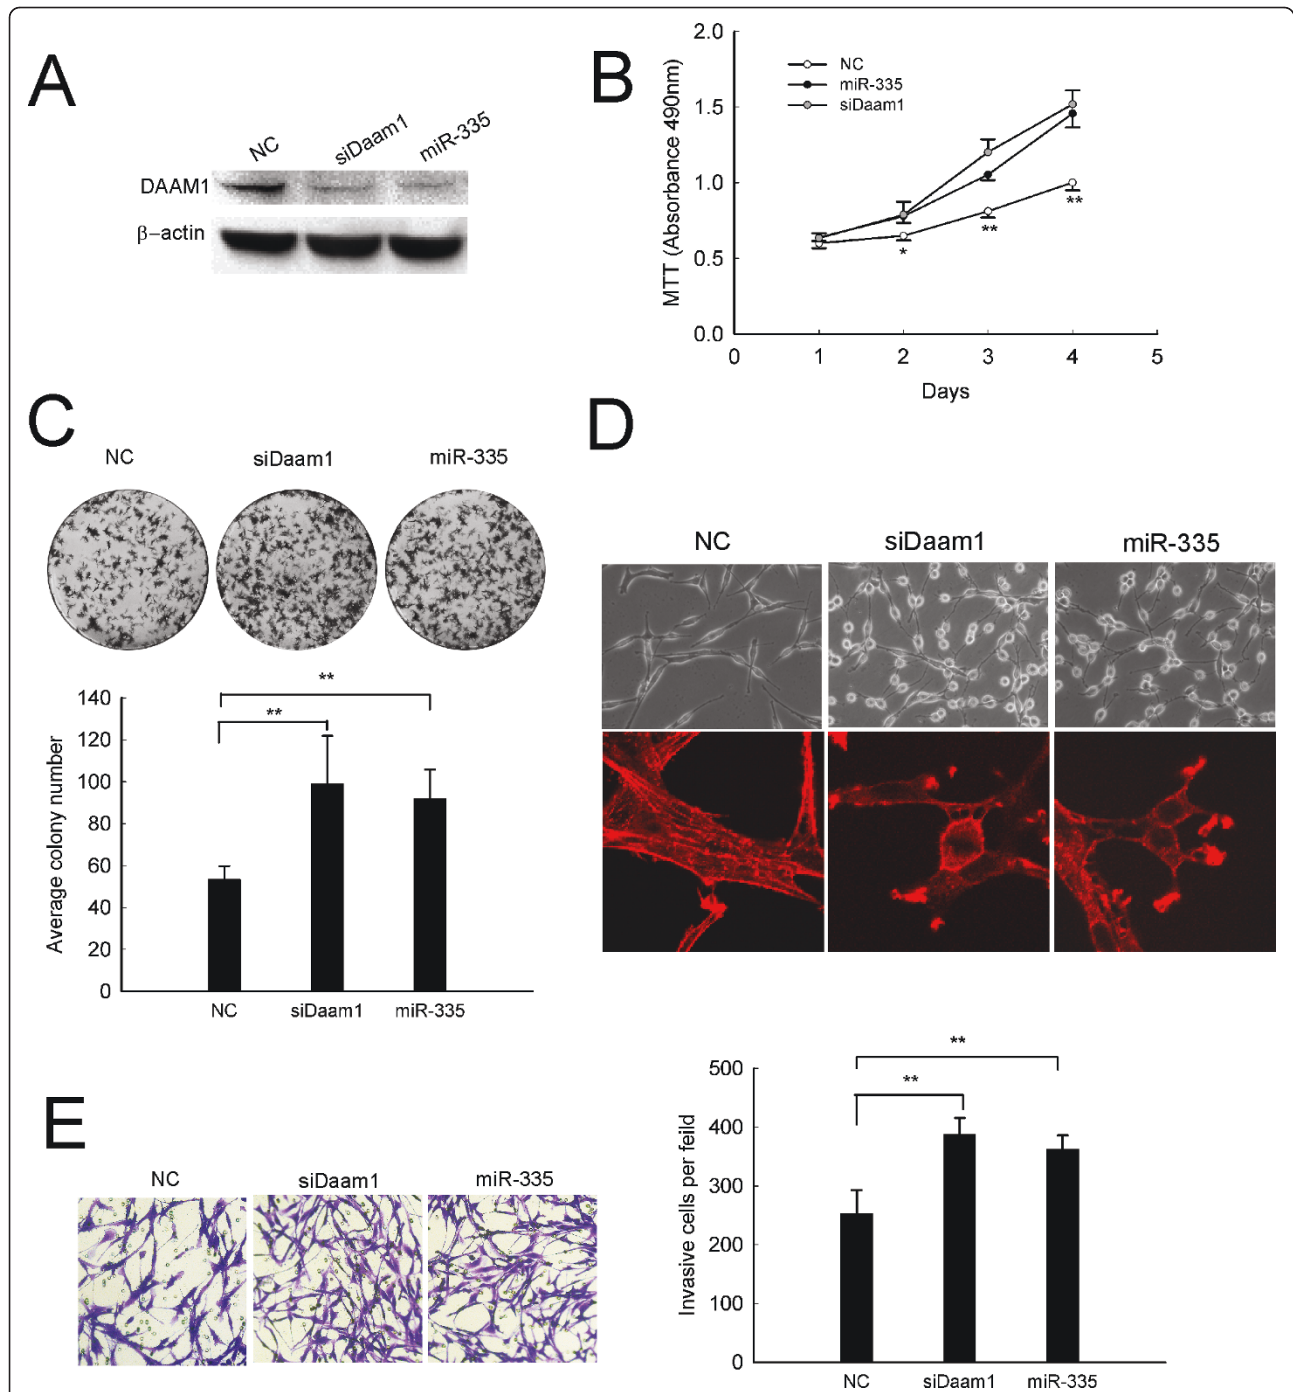 A
NC
siDaam1
miR-335
DAAM1
β-actin
B
MTT (Absorbance 490nm)
2.0
1.5
1.0
0.5
0.0
NC
miR-335
siDaam1
*
**
**
0
1
2
3
4
5
Days
C
NC
siDaam1
miR-335
Average colony number
140
120
100
80
60
40
20
0
**
**
NC
siDaam1
miR-335
D
NC
siDaam1
miR-335
E
NC
siDaam1
miR-335
Invasive cells per feild
500
400
300
200
100
0
**
**
NC
siDaam1
miR-335